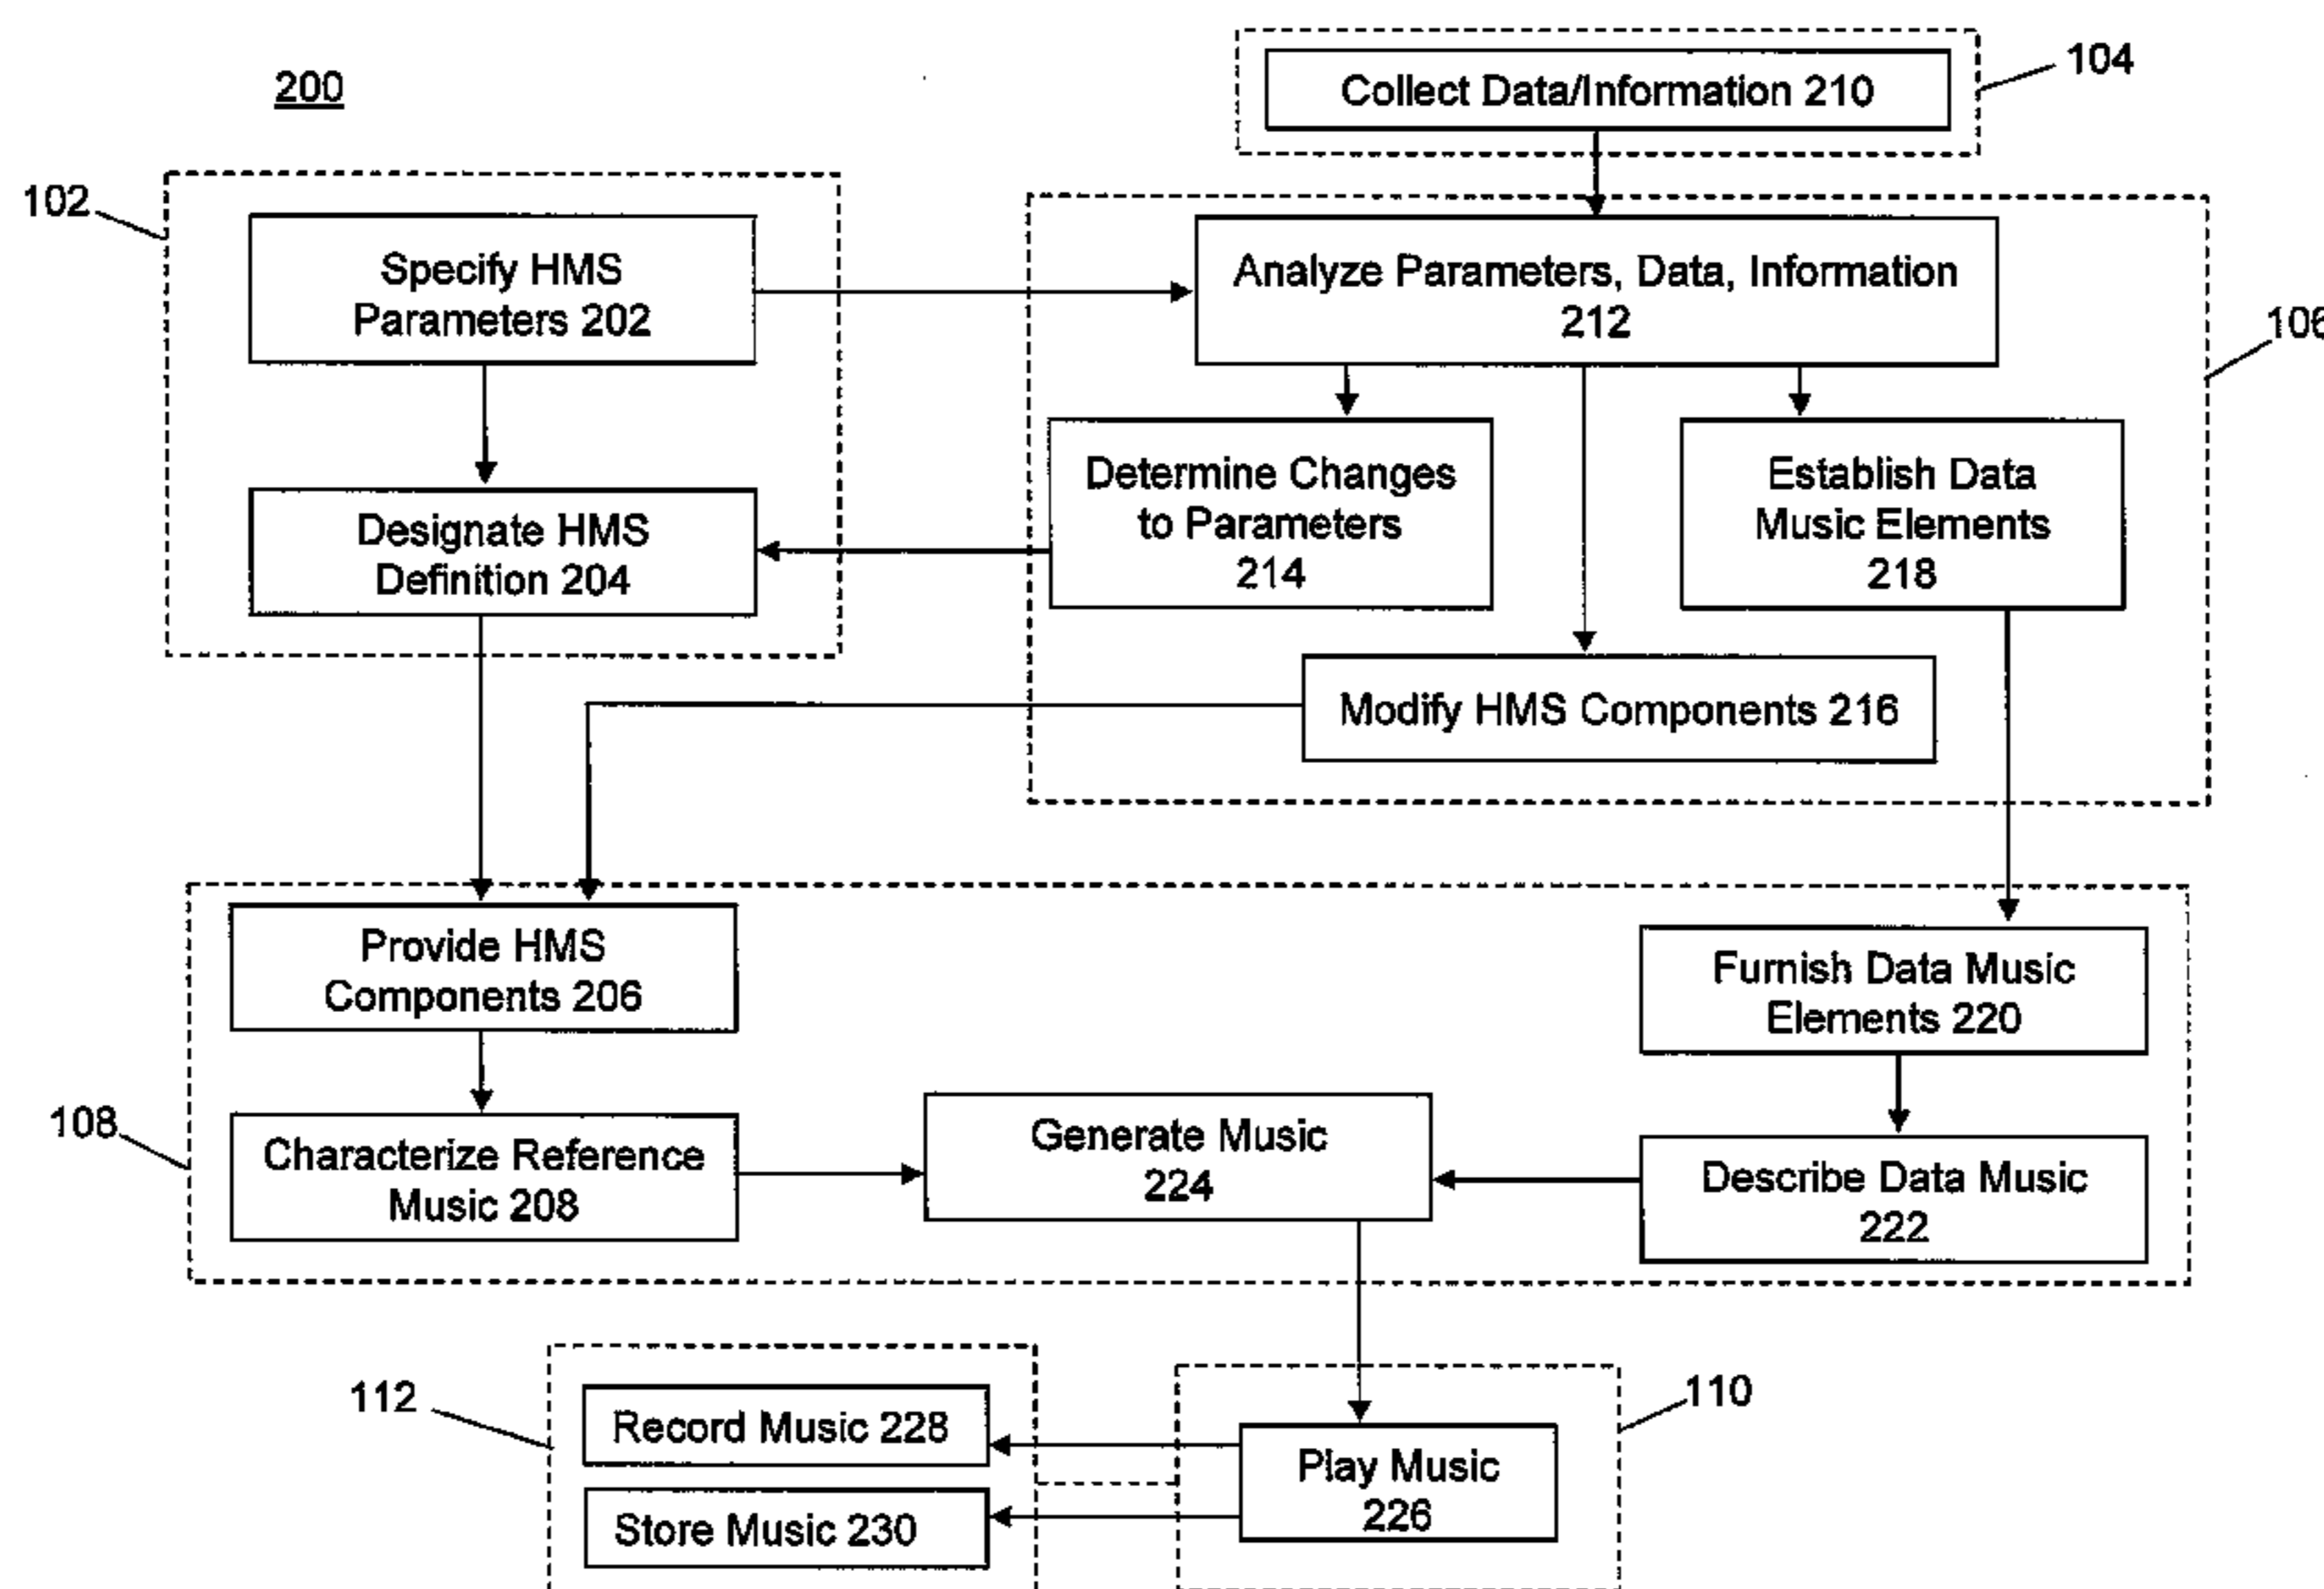 200
Collect Data/Information 210
104
102
Specify HMS
Parameters 202
Analyze Parameters, Data, Information
212
106
Designate HMS
Definition 204
Determine Changes
to Parameters
214
Establish Data
Music Elements
218
Modify HMS Components 216
Provide HMS
Components 206
Furnish Data Music
Elements 220
108
Characterize Reference
Music 208
Generate Music
224
Describe Data Music
222
112
Record Music 228
Store Music 230
Play Music
226
110